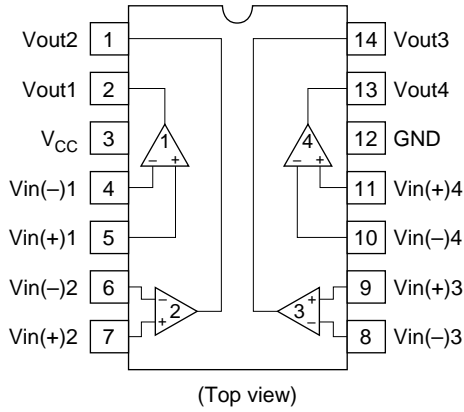 Vout2 1 14 Vout3
Vout1 2 13 Vout4
VCC 3 1 4 12 GND
− + − +
Vin(−)1 4 11 Vin(+)4
Vin(+)1 5 10 Vin(−)4
Vin(−)2 6 9 Vin(+)3
− +
2 3
+ −
Vin(+)2 7 8 Vin(−)3
(Top view)